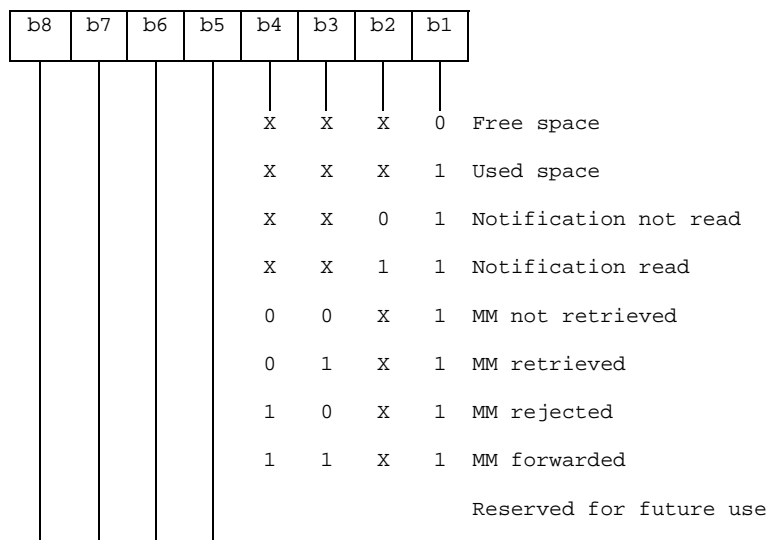 b8 b7 b6 b5 b4 b3 b2 b1
X X X 0 Free space
X X X 1 Used space
X X 0 1 Notification not read
X X 1 1 Notification read
0 0 X 1 MM not retrieved
0 1 X 1 MM retrieved
1 0 X 1 MM rejected
1 1 X 1 MM forwarded
Reserved for future use